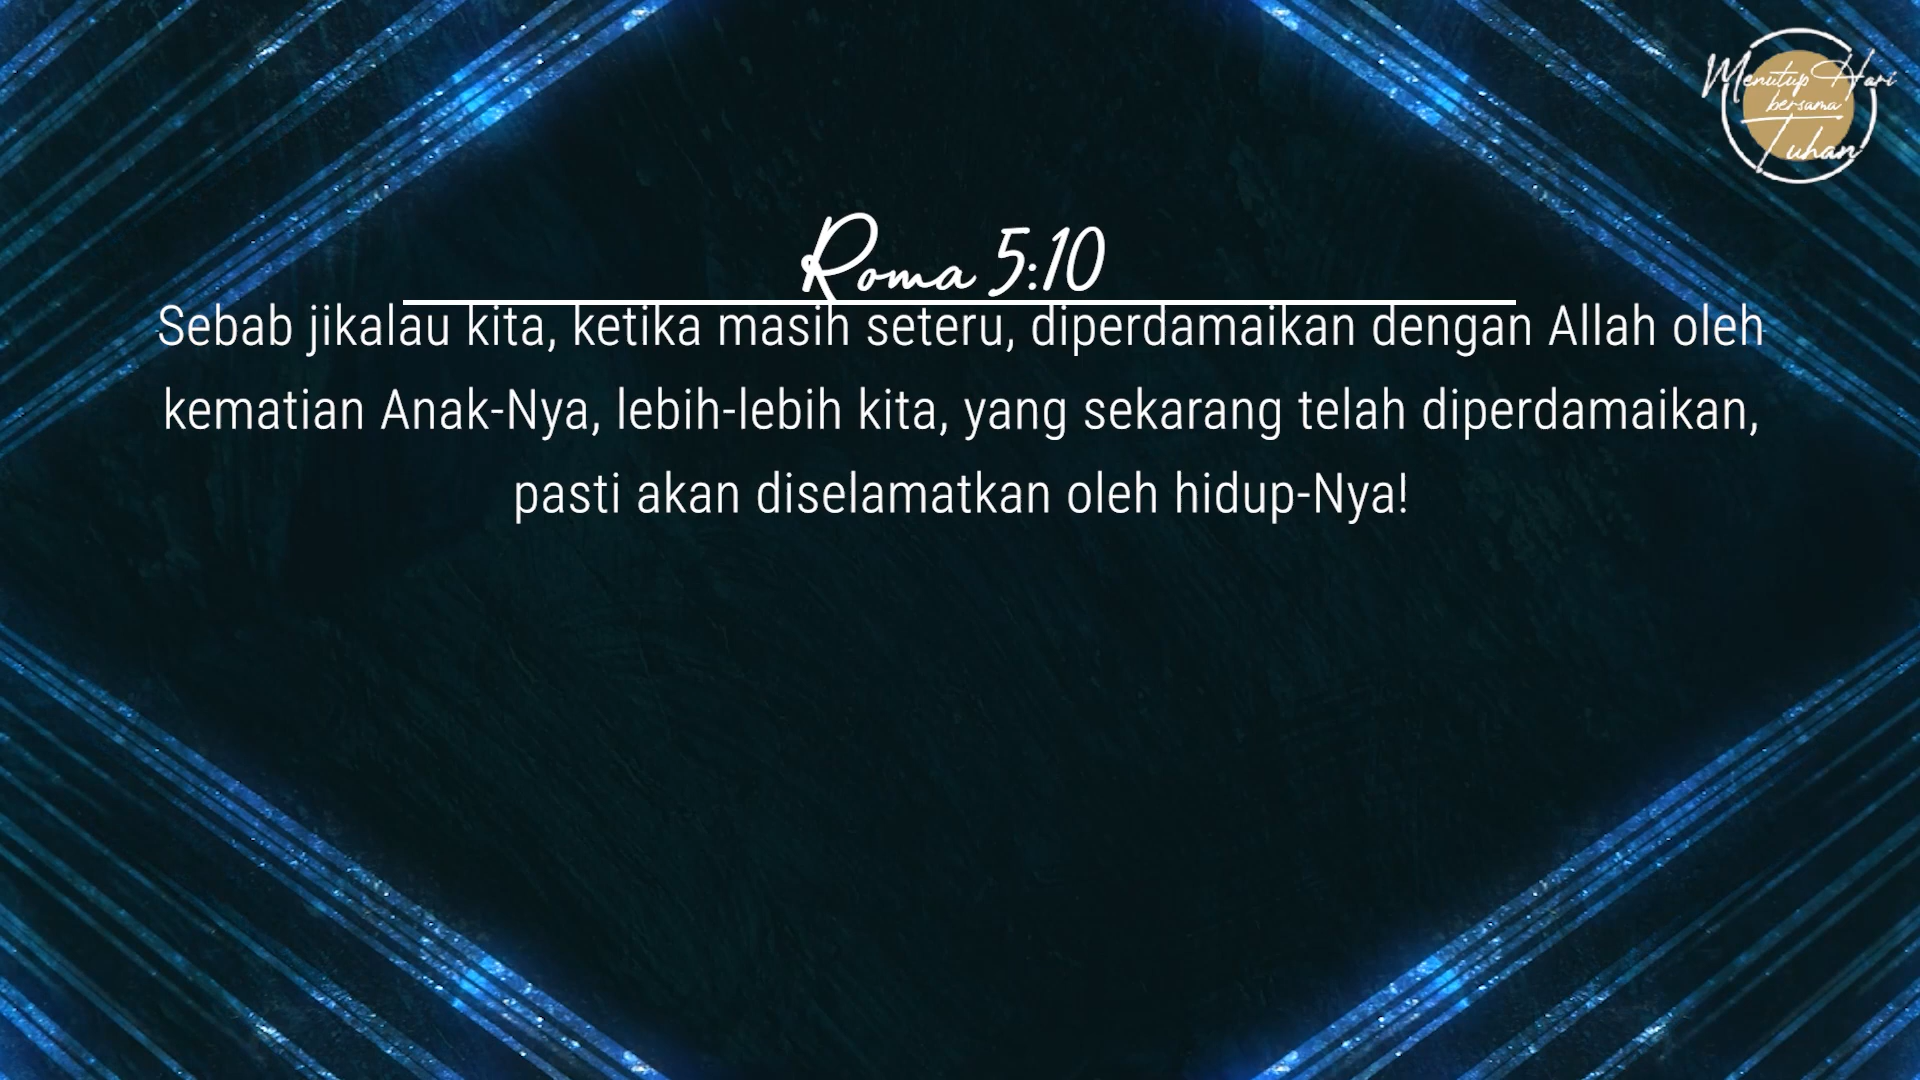 Menutup Hari
bersama
Tuhan
Roma 5:10
Sebab jikalau kita, ketika masih seteru, diperdamaikan dengan Allah oleh
kematian Anak-Nya, lebih-lebih kita, yang sekarang telah diperdamaikan,
pasti akan diselamatkan oleh hidup-Nya!